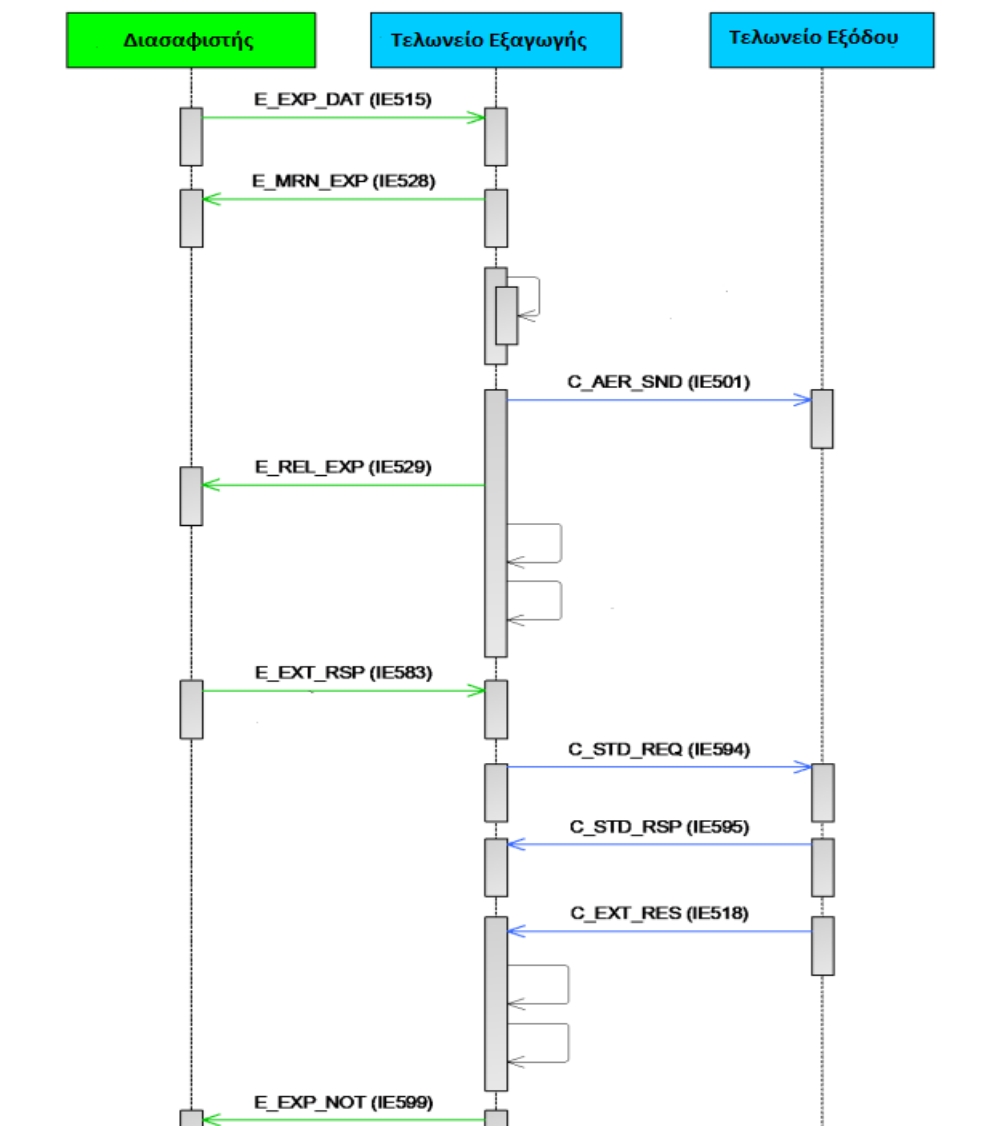 Διασαφιστής
Τελωνείο Εξαγωγής
Τελωνείο Εξόδου
E_EXP_DAT (IE515)
E_MRN_EXP (IE528)
C_AER_SND (IE501)
E_REL_EXP (IE529)
E_EXT_RSP (IE583)
C_STD_REQ (IE594)
C_STD_RSP (IE595)
C_EXT_RES (IE518)
E_EXP_NOT (IE599)